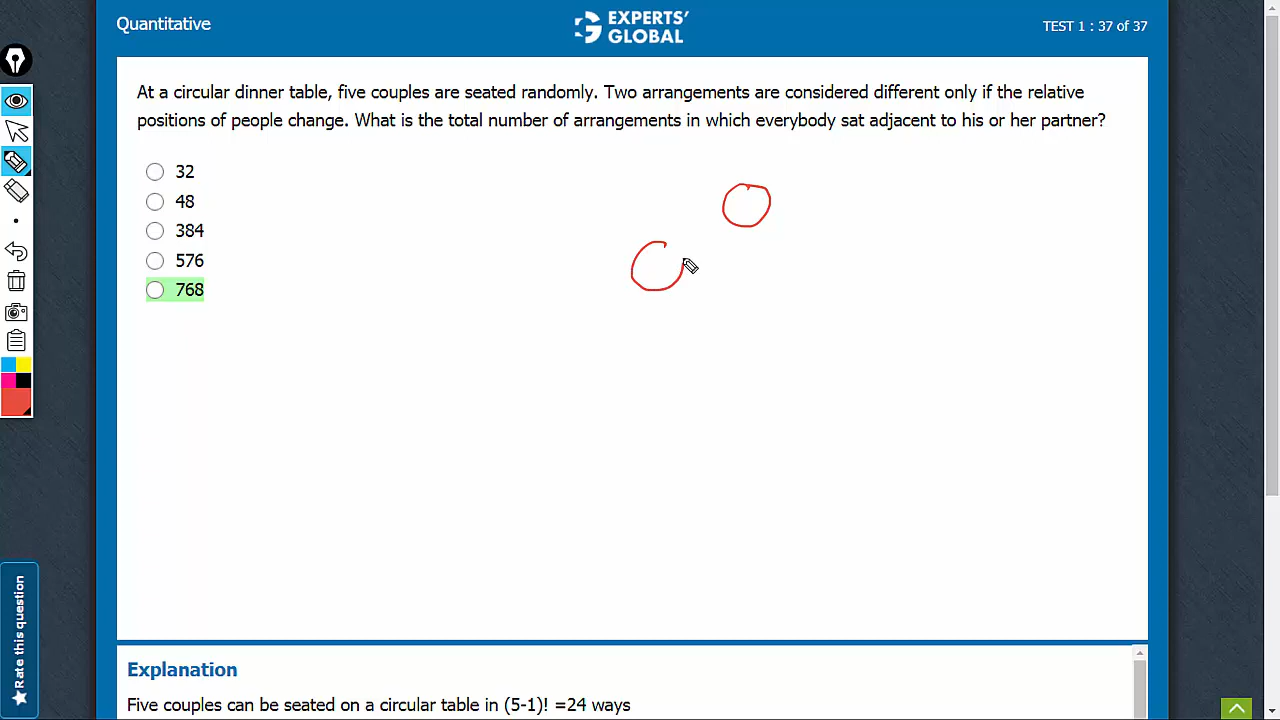 Quantitative
EXPERTS'
GLOBAL
TEST 1 : 37 of 37
At a circular dinner table, five couples are seated randomly. Two arrangements are considered different only if the relative
positions of people change. What is the total number of arrangements in which everybody sat adjacent to his or her partner?
32
48
384
576
768
Rate this question
Explanation
Five couples can be seated on a circular table in (5-1)! =24 ways